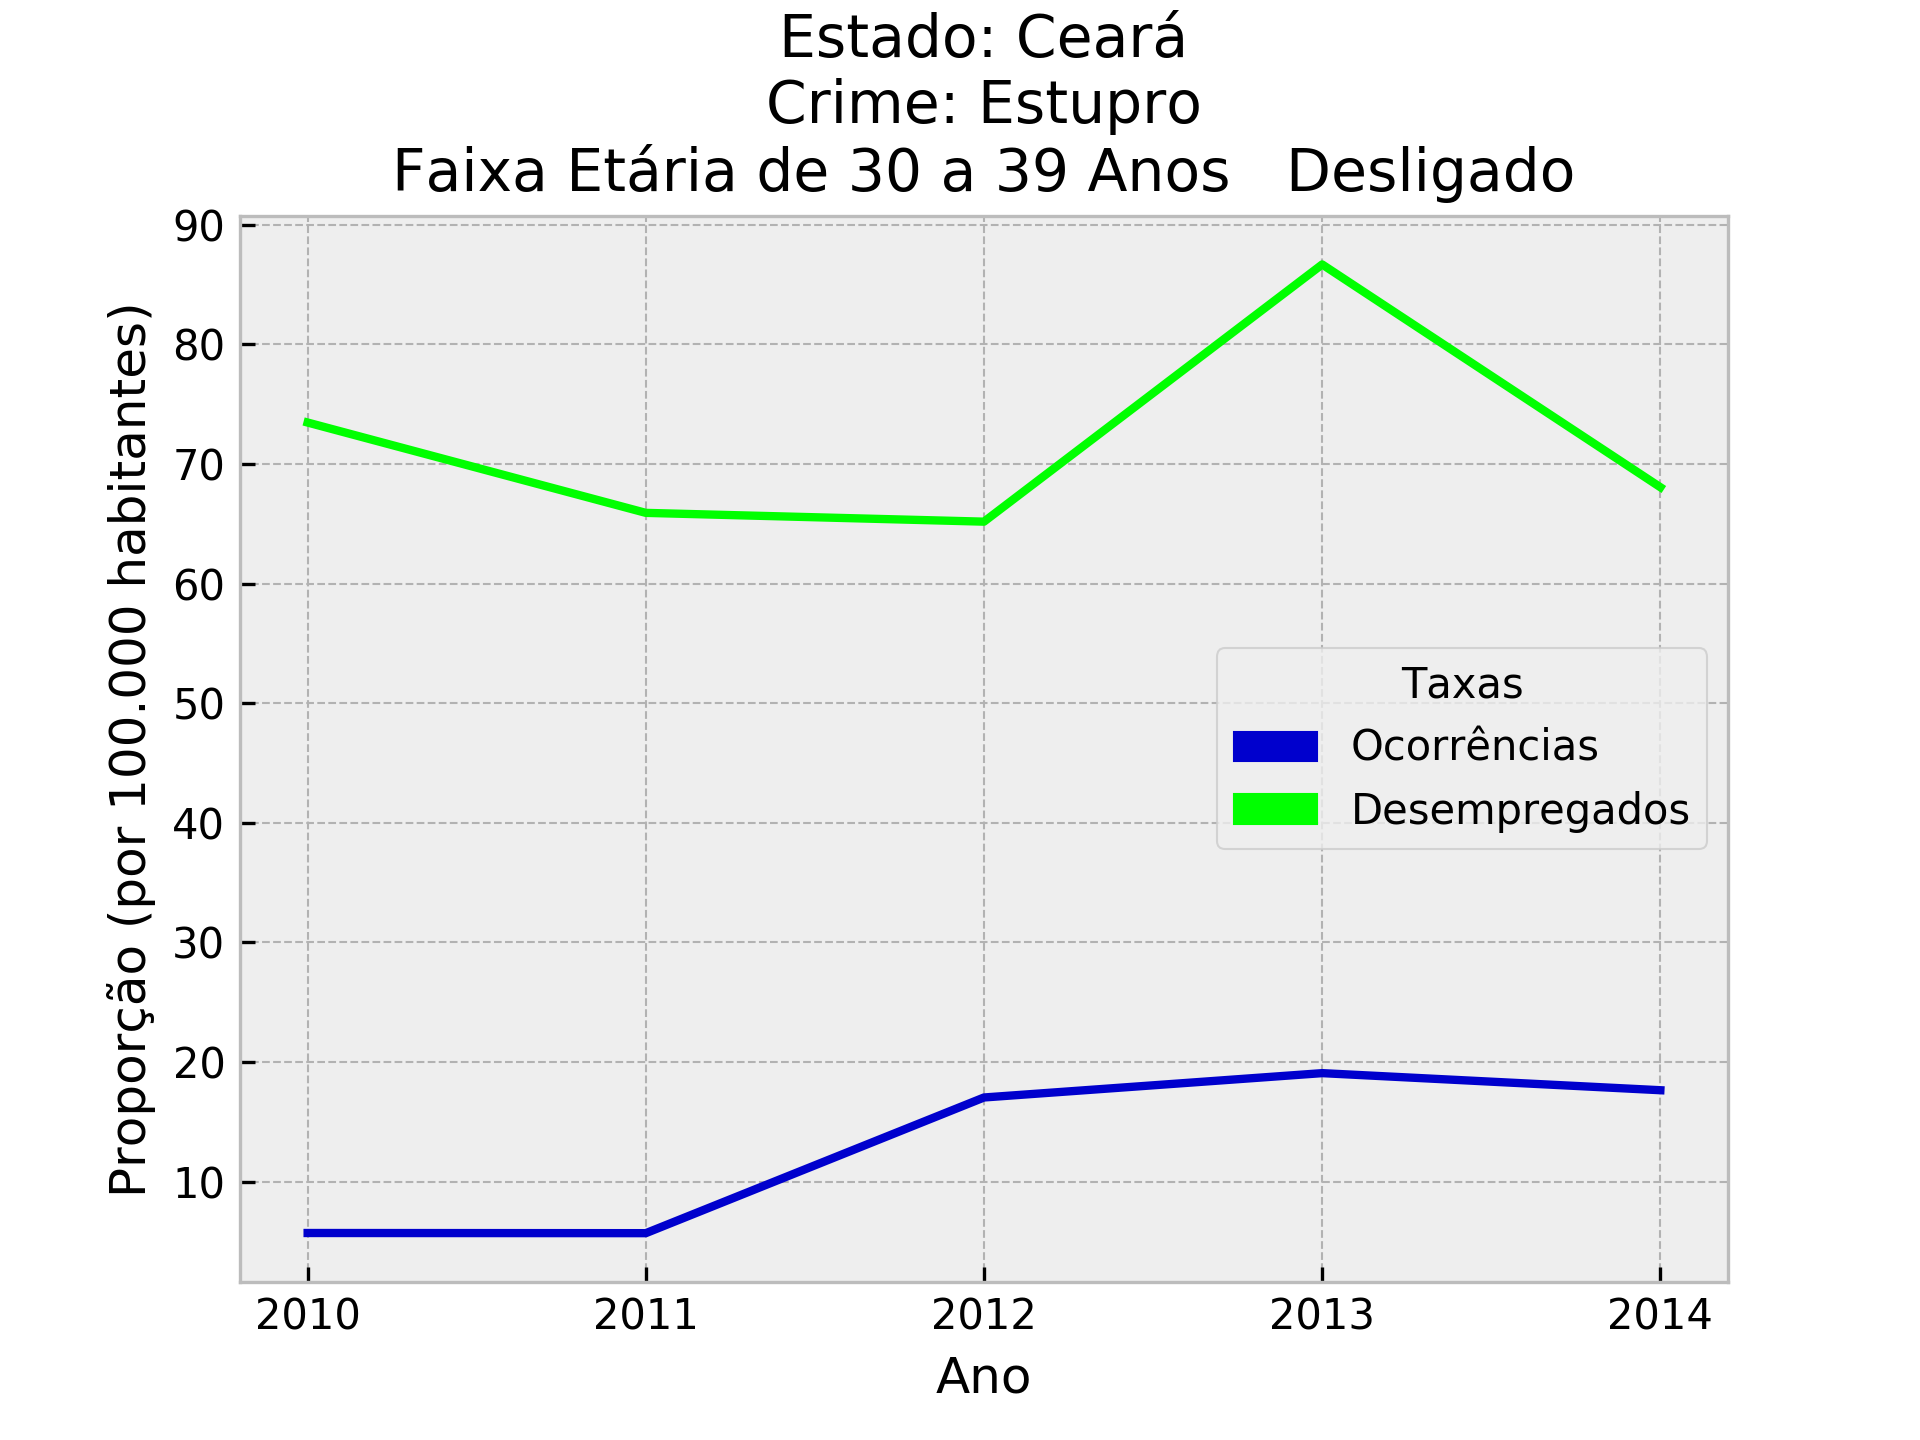 Estado: Ceará
Crime: Estupro
Faixa Etária de 30 a 39 Anos   Desligado
Proporção (por 100.000 habitantes)
90
80
70
60
50
40
30
20
10
Taxas
Ocorrências
Desempregados
2010
2011
2012
2013
2014
Ano